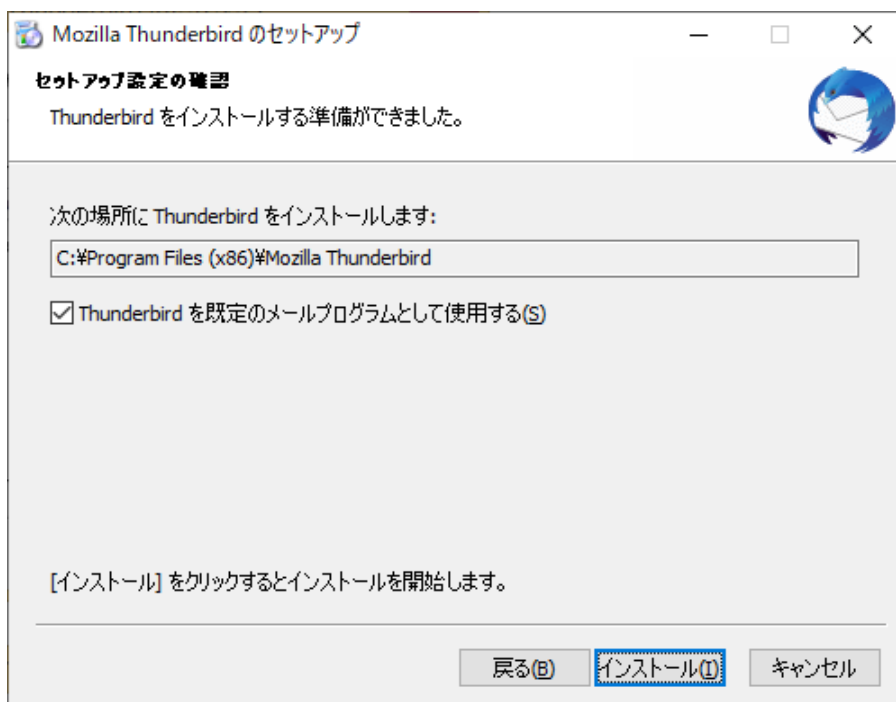 Mozilla Thunderbird のセットアップ
セットアップ設定の確認
Thunderbird をインストールする準備ができました。
次の場所に Thunderbird をインストールします:
C:¥Program Files (x86)¥Mozilla Thunderbird
Thunderbird を既定のメールプログラムとして使用する(S)
[インストール] をクリックするとインストールを開始します。
戻る(B) インストール(I) キャンセル